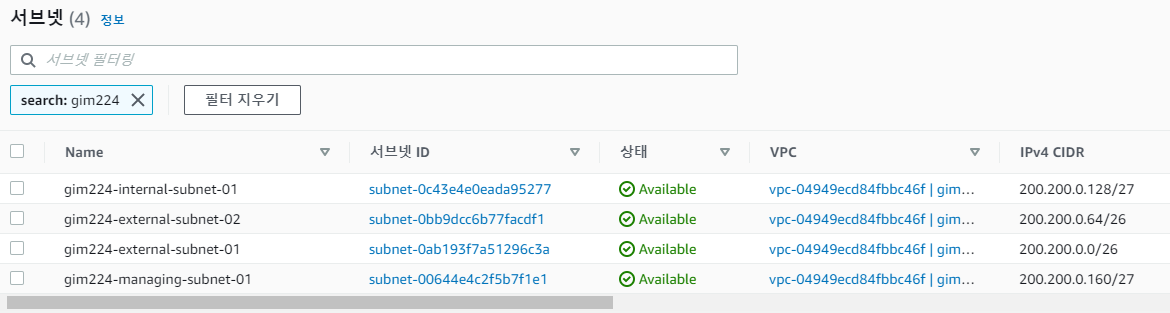 서브넷 (4) 정보
서브넷 필터링
search: gim224 필터 지우기
Name 서브넷 ID 상태 VPC IPv4 CIDR
gim224-internal-subnet-01 subnet-0c43e4e0eada95277 Available vpc-04949ecd84fbbc46f | gim... 200.200.0.128/27
gim224-external-subnet-02 subnet-0bb9dcc6b77facdf1 Available vpc-04949ecd84fbbc46f | gim... 200.200.0.64/26
gim224-external-subnet-01 subnet-0ab193f7a51296c3a Available vpc-04949ecd84fbbc46f | gim... 200.200.0.0/26
gim224-managing-subnet-01 subnet-00644e4c2f5b7f1e1 Available vpc-04949ecd84fbbc46f | gim... 200.200.0.160/27